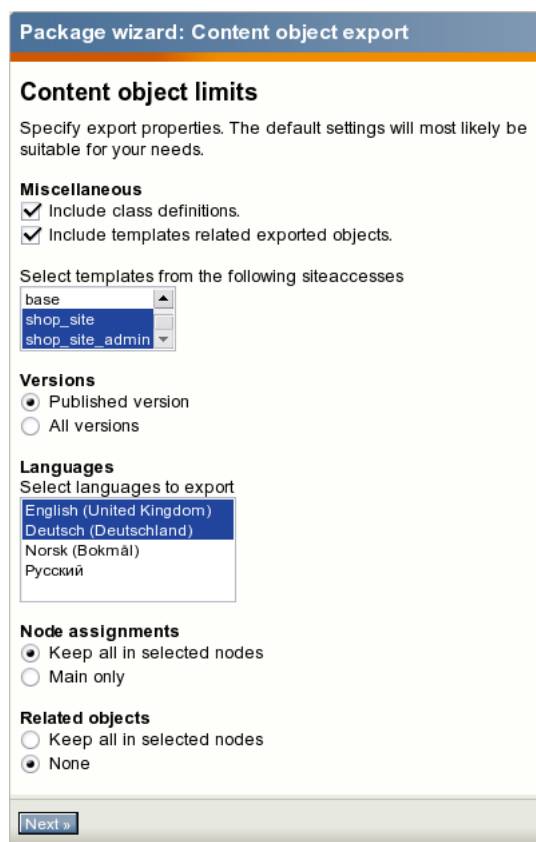 Package wizard: Content object export
Content object limits
Specify export properties. The default settings will most likely be
suitable for your needs.
Miscellaneous
Include class definitions.
Include templates related exported objects.
Select templates from the following siteaccesses
base
shop_site
shop_site_admin
Versions
Published version
All versions
Languages
Select languages to export
English (United Kingdom)
Deutsch (Deutschland)
Norsk (Bokmål)
Русский
Node assignments
Keep all in selected nodes
Main only
Related objects
Keep all in selected nodes
None
Next »